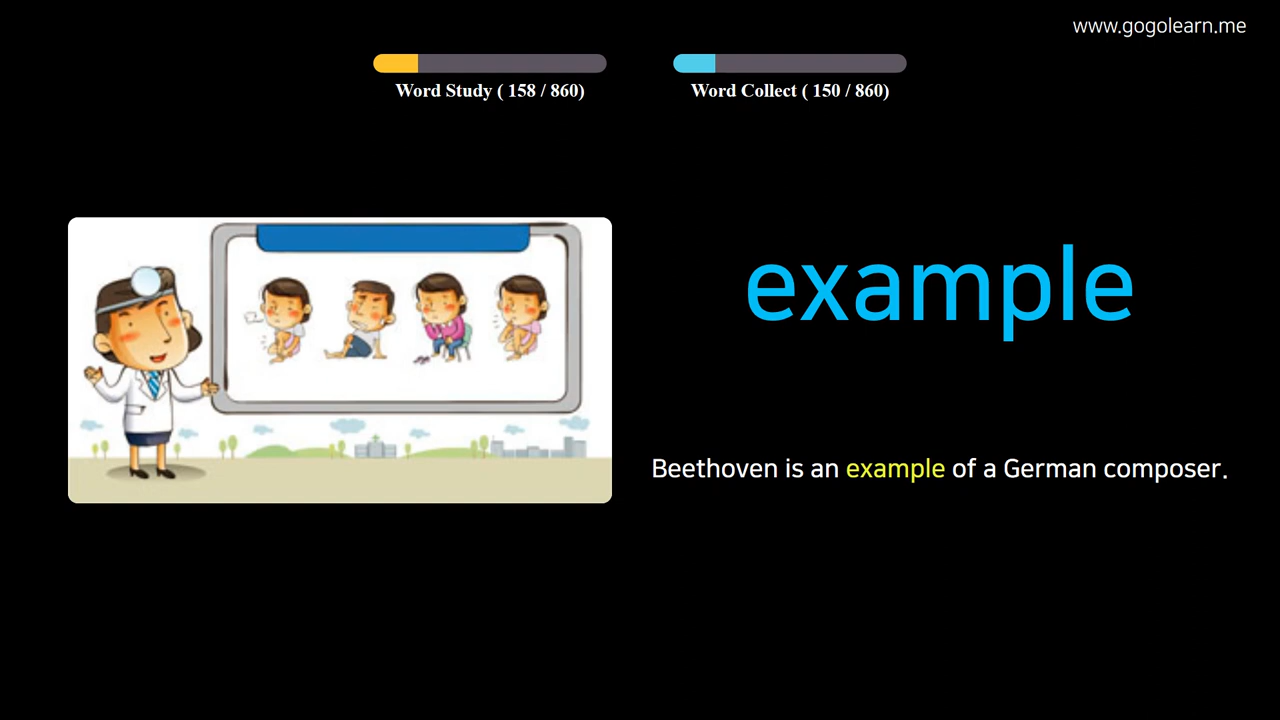 www.gogolearn.me
Word Study ( 158 / 860)
Word Collect ( 150 / 860)
example
Beethoven is an example of a German composer.